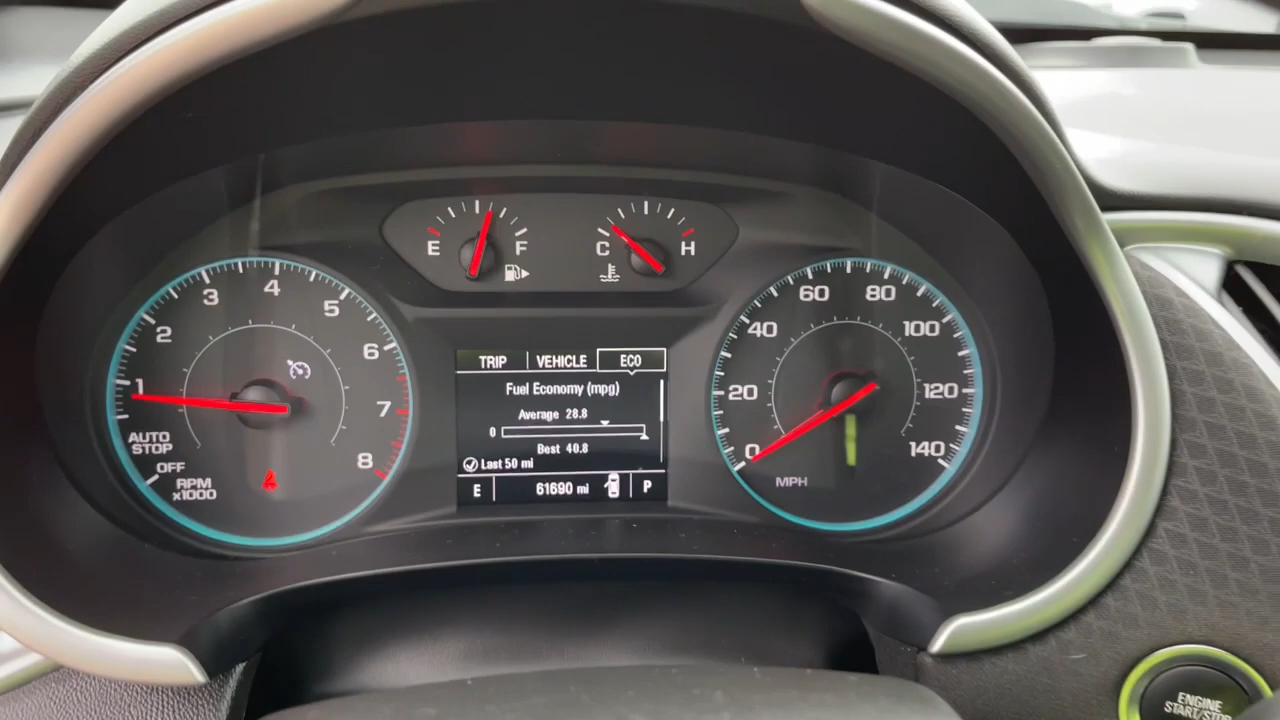 E F
C H
1 2 3 4 5 6 7 8
AUTO
STOP
OFF
RPM
x1000
TRIP VEHICLE ECO
Fuel Economy (mpg)
Average 28.8
0
Best 40.8
Last 50 mi
E 61690 mi P
0 20 40 60 80 100 120 140
MPH
ENGINE
START/STOP